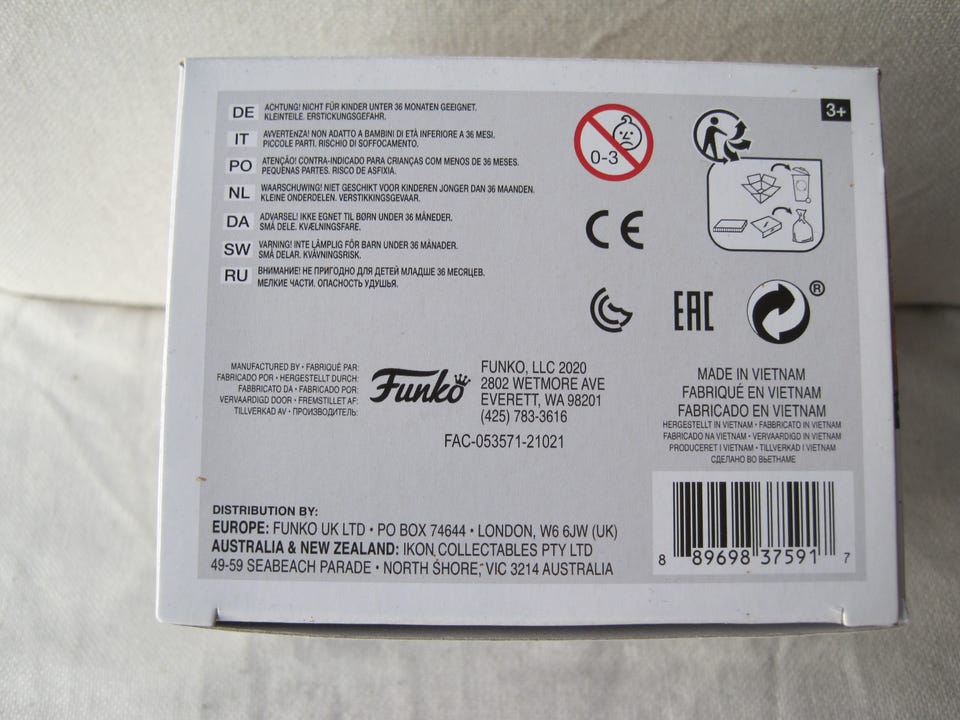 DE ACHTUNG! NICHT FÜR KINDER UNTER 36 MONATEN GEEIGNET.
KLEINTEILE. ERSTICKUNGSGEFAHR.
IT AVVERTENZA! NON ADATTO A BAMBINI DI ETÀ INFERIORE A 36 MESI.
PICCOLE PARTI. RISCHIO DI SOFFOCAMENTO.
PO ATENÇÃO! CONTRA-INDICADO PARA CRIANÇAS COM MENOS DE 36 MESES.
PEQUENAS PARTES. RISCO DE ASFIXIA.
NL WAARSCHUWING! NIET GESCHIKT VOOR KINDEREN JONGER DAN 36 MAANDEN.
KLEINE ONDERDELEN. VERSTIKKINGSGEVAAR.
DA ADVARSEL! IKKE EGNET TIL BØRN UNDER 36 MÅNEDER.
SMÅ DELE. KVÆLNINGSFARE.
SW VARNING! INTE LÄMPLIG FÖR BARN UNDER 36 MÅNADER.
SMÅ DELAR. KVÄVNINGSRISK.
RU ВНИМАНИЕ! НЕ ПРИГОДНО ДЛЯ ДЕТЕЙ МЛАДШЕ 36 МЕСЯЦЕВ.
МЕЛКИЕ ЧАСТИ. ОПАСНОСТЬ УДУШЬЯ.
0-3
3+
CE
EAC
®
MANUFACTURED BY • FABRIQUÉ PAR:
FABRICADO POR • HERGESTELLT DURCH:
FABBRICATO DA • FABRICADO POR:
VERVAARDIGD DOOR • FREMSTILLET AF:
TILLVERKAD AV • ПРОИЗВОДИТЕЛЬ:
Funko
FUNKO, LLC 2020
2802 WETMORE AVE
EVERETT, WA 98201
(425) 783-3616
FAC-053571-21021
MADE IN VIETNAM
FABRIQUÉ EN VIETNAM
FABRICADO EN VIETNAM
HERGESTELLT IN VIETNAM • FABBRICATO IN VIETNAM
FABRICADO NA VIETNAM • VERVAARDIGD IN VIETNAM
PRODUCERET I VIETNAM • TILLVERKAD I VIETNAM
СДЕЛАНО ВО ВЬЕТНАМЕ
DISTRIBUTION BY:
EUROPE: FUNKO UK LTD • PO BOX 74644 • LONDON, W6 6JW (UK)
AUSTRALIA & NEW ZEALAND: IKON COLLECTABLES PTY LTD
49-59 SEABEACH PARADE • NORTH SHORE, VIC 3214 AUSTRALIA
8 89698 37591 7